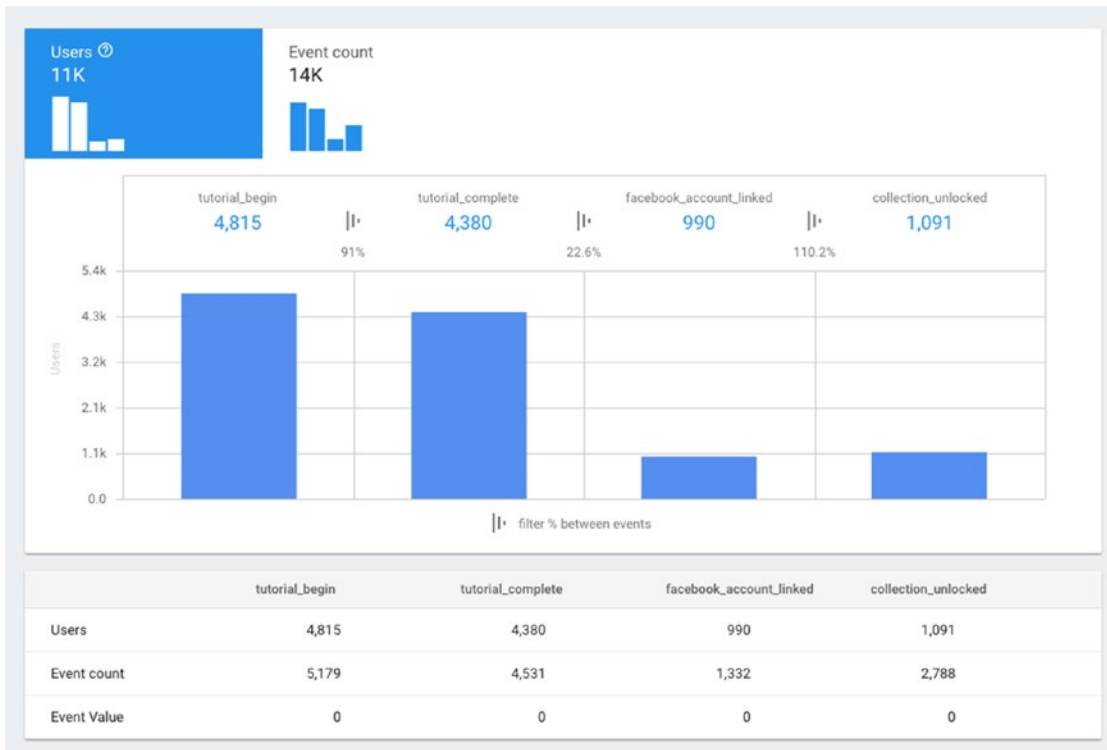 Users Event count
11K 14K
tutorial_begin tutorial_complete facebook_account_linked collection_unlocked
4,815 4,380 990 1,091
91% 22.6% 110.2%
5.4k
4.3k
3.2k
2.1k
1.1k
0.0
Users
filter % between events
tutorial_begin tutorial_complete facebook_account_linked collection_unlocked
Users 4,815 4,380 990 1,091
Event count 5,179 4,531 1,332 2,788
Event Value 0 0 0 0